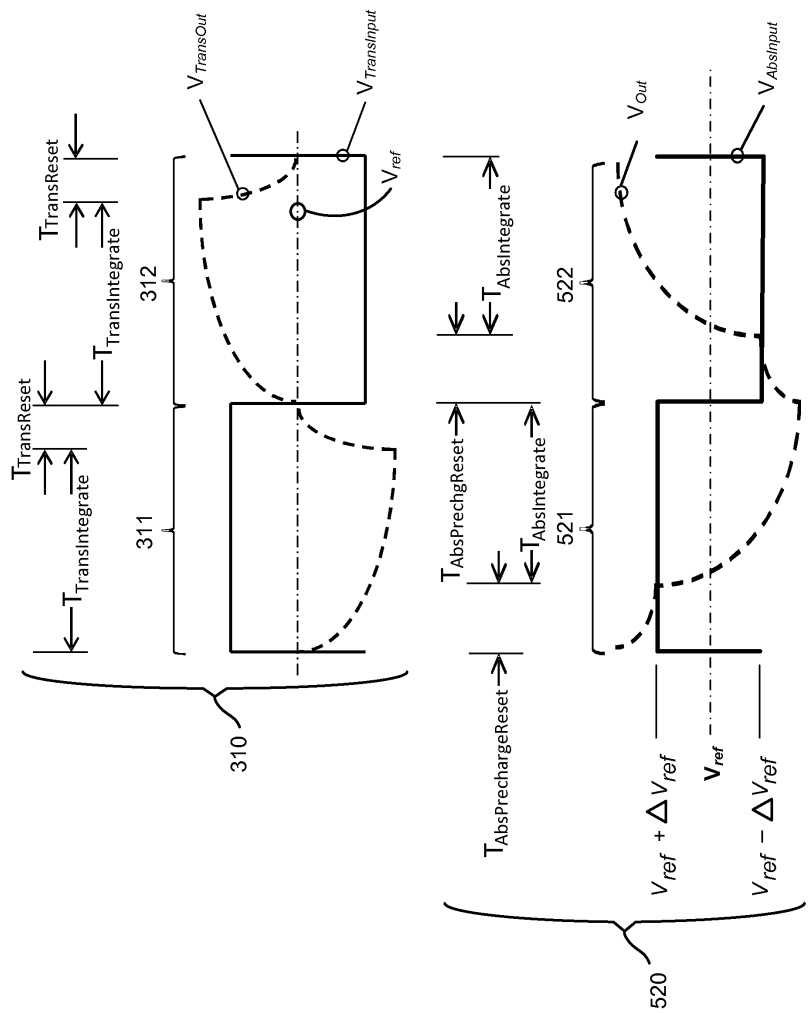 T_TransReset
T_TransIntegrate
T_TransReset
T_TransIntegrate
311
312
V_TransOut
V_TransInput
V_ref
310
T_AbsPrechargeReset
T_AbsPrechgReset
T_AbsIntegrate
T_AbsIntegrate
521
522
V_Out
V_AbsInput
V_ref + ΔV_ref
V_ref
V_ref – ΔV_ref
520